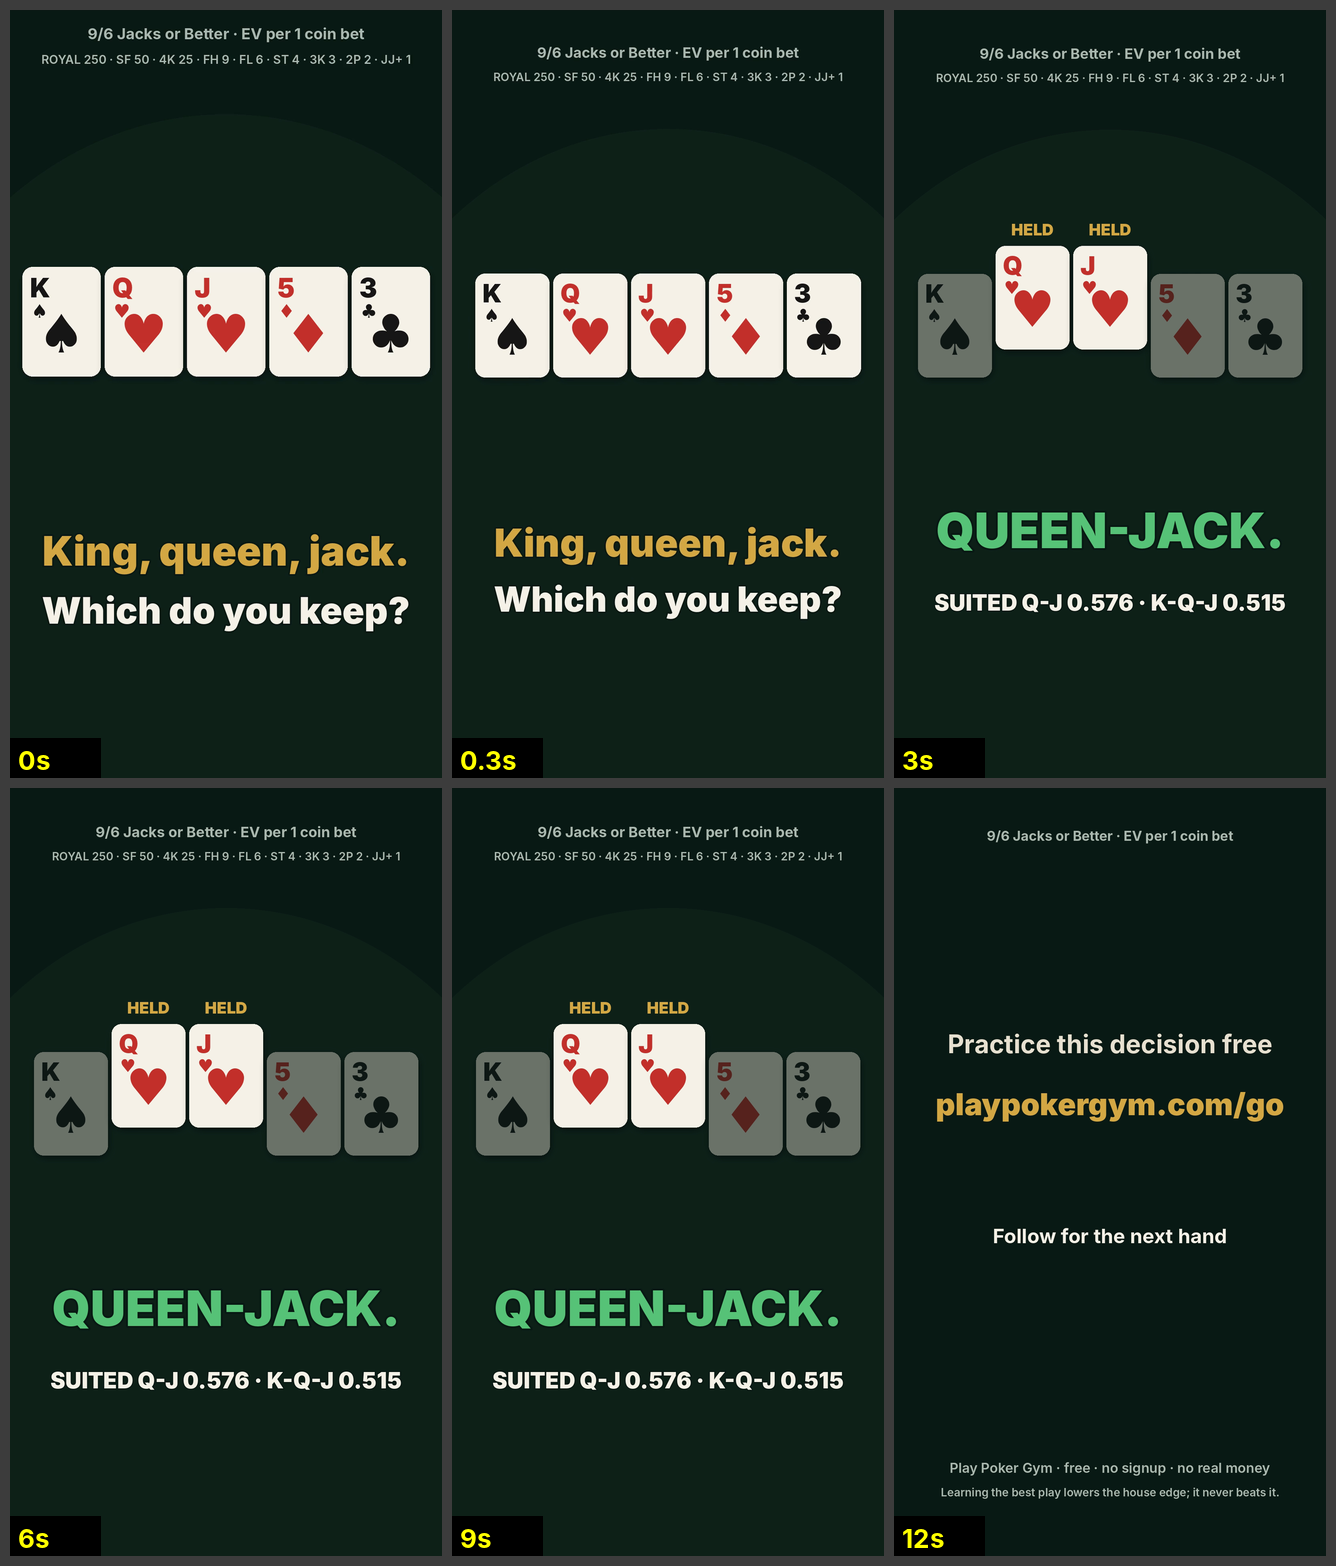 9/6 Jacks or Better · EV per 1 coin bet
ROYAL 250 · SF 50 · 4K 25 · FH 9 · FL 6 · ST 4 · 3K 3 · 2P 2 · JJ+ 1
K Q J 5 3
King, queen, jack.
Which do you keep?
0s
9/6 Jacks or Better · EV per 1 coin bet
ROYAL 250 · SF 50 · 4K 25 · FH 9 · FL 6 · ST 4 · 3K 3 · 2P 2 · JJ+ 1
K Q J 5 3
King, queen, jack.
Which do you keep?
0.3s
9/6 Jacks or Better · EV per 1 coin bet
ROYAL 250 · SF 50 · 4K 25 · FH 9 · FL 6 · ST 4 · 3K 3 · 2P 2 · JJ+ 1
HELD HELD
K Q J 5 3
QUEEN-JACK.
SUITED Q-J 0.576 · K-Q-J 0.515
3s
9/6 Jacks or Better · EV per 1 coin bet
ROYAL 250 · SF 50 · 4K 25 · FH 9 · FL 6 · ST 4 · 3K 3 · 2P 2 · JJ+ 1
HELD HELD
K Q J 5 3
QUEEN-JACK.
SUITED Q-J 0.576 · K-Q-J 0.515
6s
9/6 Jacks or Better · EV per 1 coin bet
ROYAL 250 · SF 50 · 4K 25 · FH 9 · FL 6 · ST 4 · 3K 3 · 2P 2 · JJ+ 1
HELD HELD
K Q J 5 3
QUEEN-JACK.
SUITED Q-J 0.576 · K-Q-J 0.515
9s
9/6 Jacks or Better · EV per 1 coin bet
Practice this decision free
playpokergym.com/go
Follow for the next hand
Play Poker Gym · free · no signup · no real money
Learning the best play lowers the house edge; it never beats it.
12s